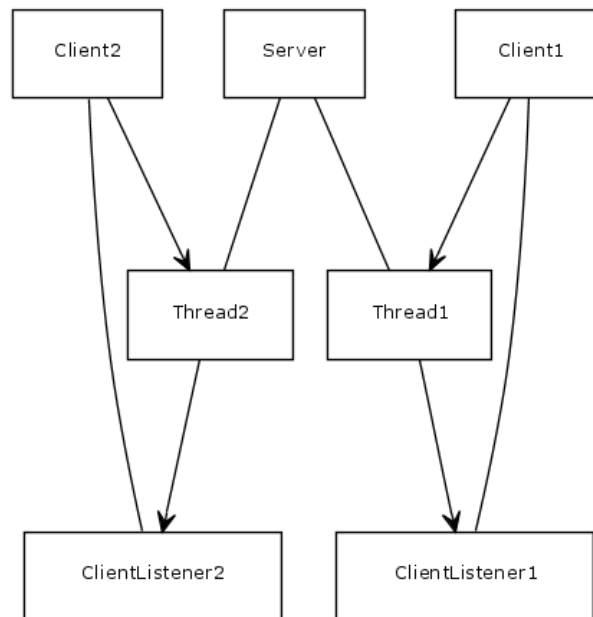 Client2
Server
Client1
Thread2
Thread1
ClientListener2
ClientListener1